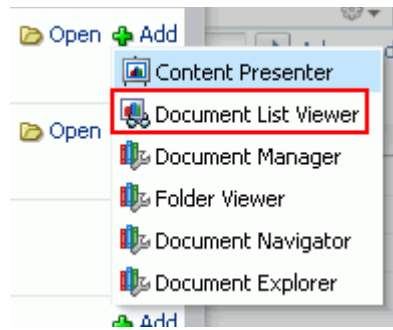 Open Add
Content Presenter
Document List Viewer
Open
Document Manager
Folder Viewer
Document Navigator
Document Explorer
Add